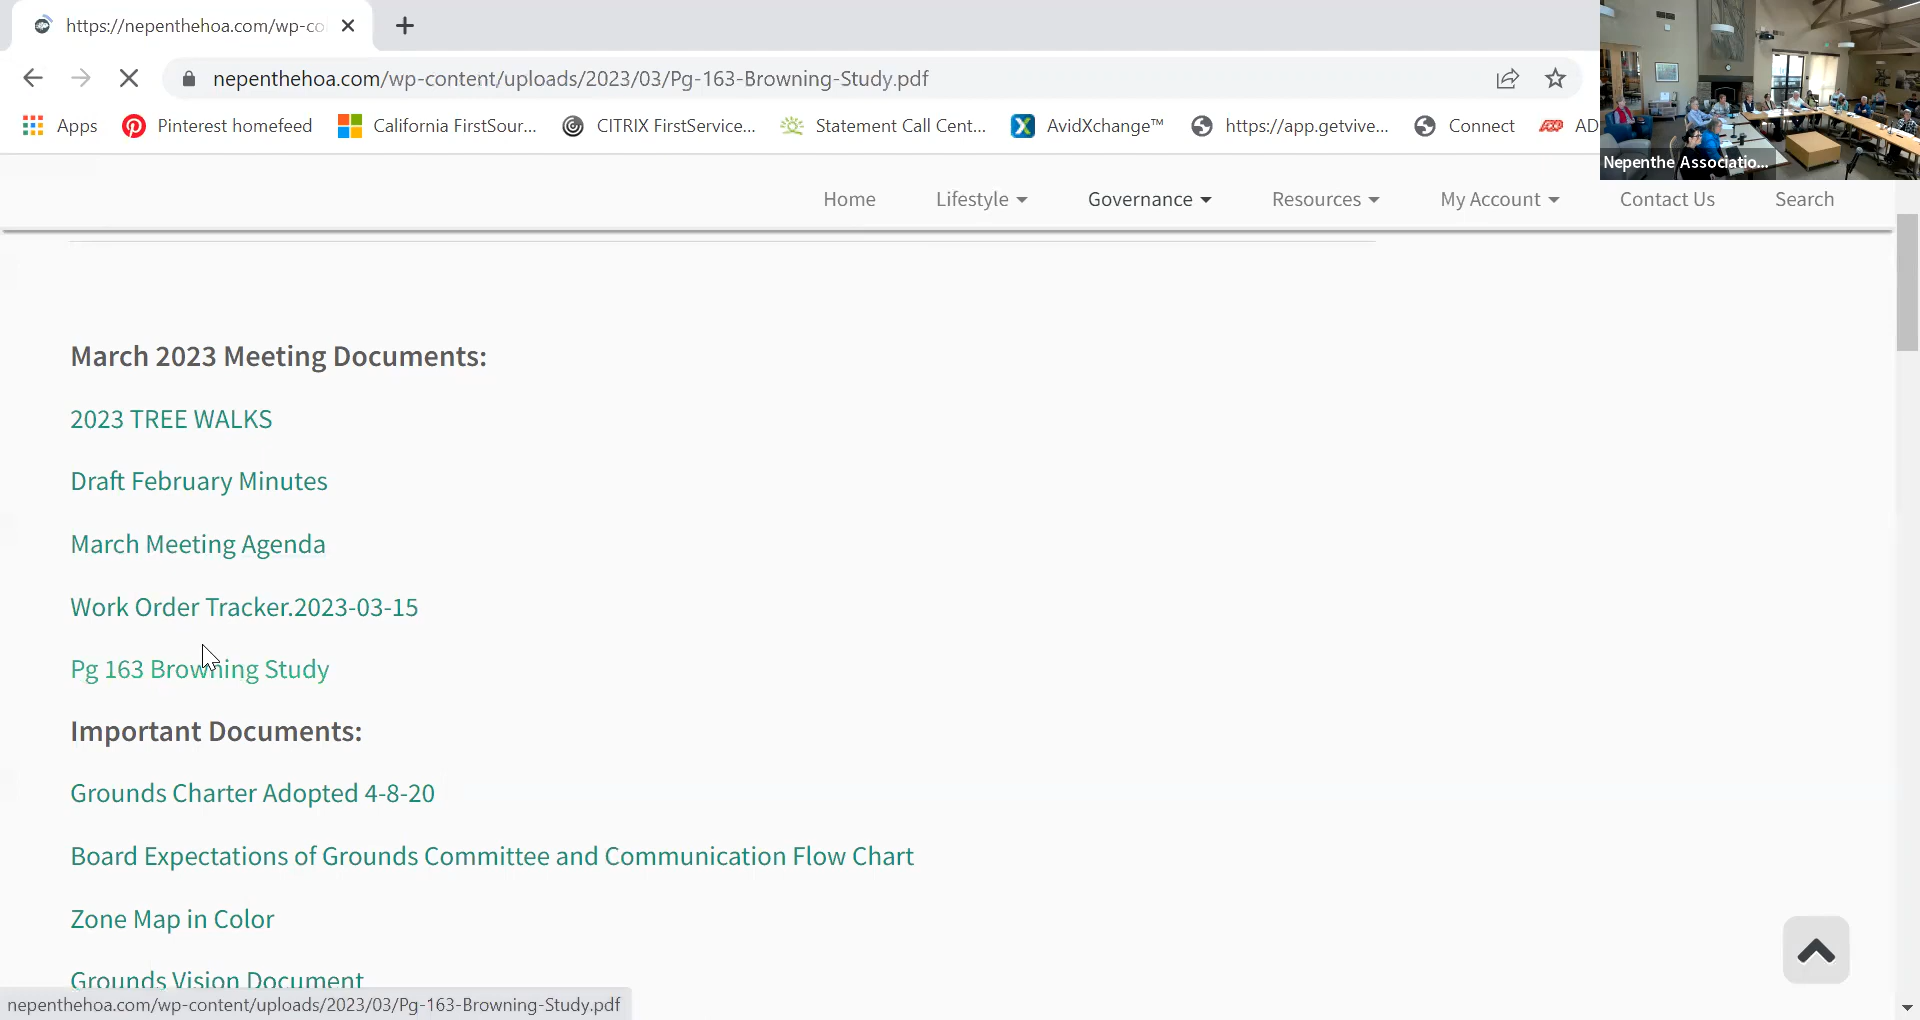 https://nepenthehoa.com/wp-co
nepenthehoa.com/wp-content/uploads/2023/03/Pg-163-Browning-Study.pdf
Apps
Pinterest homefeed
California FirstSour...
CITRIX FirstService...
Statement Call Cent...
AvidXchange™
https://app.getvive...
Connect
AD
Nepenthe Associatio...
Home
Lifestyle
Governance
Resources
My Account
Contact Us
Search
March 2023 Meeting Documents:
2023 TREE WALKS
Draft February Minutes
March Meeting Agenda
Work Order Tracker.2023-03-15
Pg 163 Browning Study
Important Documents:
Grounds Charter Adopted 4-8-20
Board Expectations of Grounds Committee and Communication Flow Chart
Zone Map in Color
Grounds Vision Document
nepenthehoa.com/wp-content/uploads/2023/03/Pg-163-Browning-Study.pdf